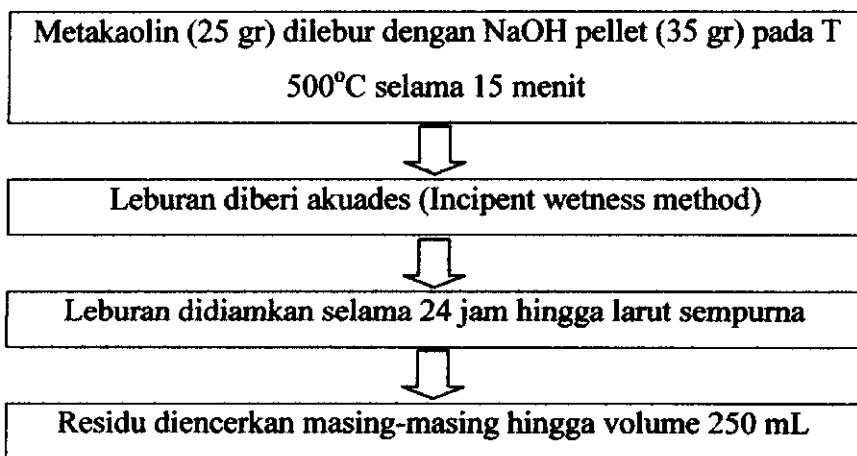 Metakaolin (25 gr) dilebur dengan NaOH pellet (35 gr) pada T
500°C selama 15 menit
Leburan diberi akuades (Incipent wetness method)
Leburan didiamkan selama 24 jam hingga larut sempurna
Residu diencerkan masing-masing hingga volume 250 mL